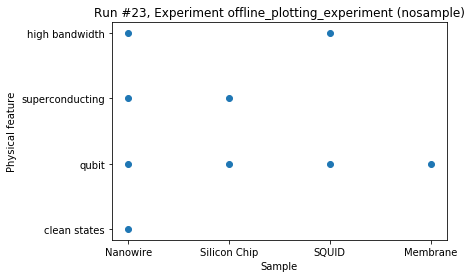 Run #23, Experiment offline_plotting_experiment (nosample)
high bandwidth
superconducting
qubit
clean states
Physical feature
Nanowire
Silicon Chip
SQUID
Membrane
Sample